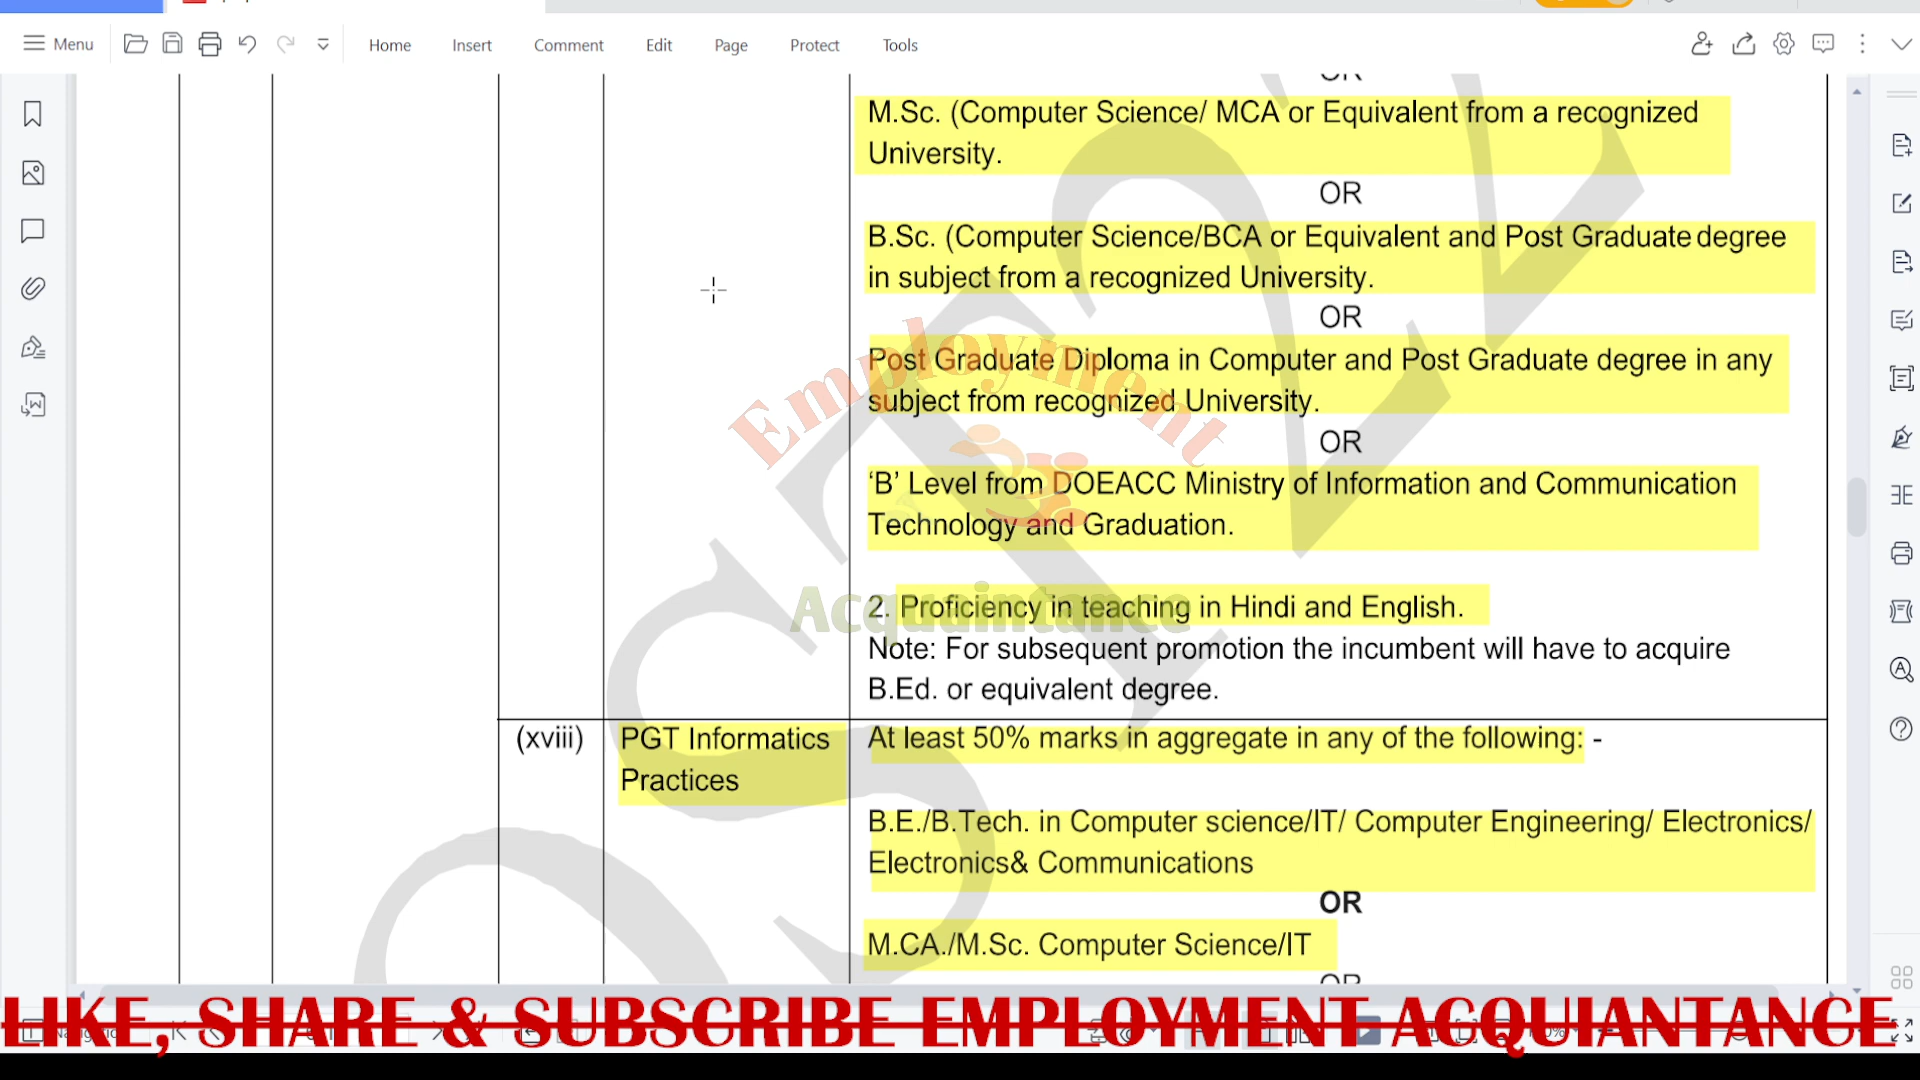 Menu
Home
Insert
Comment
Edit
Page
Protect
Tools
OR
M.Sc. (Computer Science/ MCA or Equivalent from a recognized
University.
OR
B.Sc. (Computer Science/BCA or Equivalent and Post Graduate degree
in subject from a recognized University.
OR
Post Graduate Diploma in Computer and Post Graduate degree in any
subject from recognized University.
OR
‘B’ Level from DOEACC Ministry of Information and Communication
Technology and Graduation.
2. Proficiency in teaching in Hindi and English.
Note: For subsequent promotion the incumbent will have to acquire
B.Ed. or equivalent degree.
(xviii)
PGT Informatics
Practices
At least 50% marks in aggregate in any of the following: -
B.E./B.Tech. in Computer science/IT/ Computer Engineering/ Electronics/
Electronics& Communications
OR
M.CA./M.Sc. Computer Science/IT
OR
Employment
Acquaintance
LIKE, SHARE & SUBSCRIBE EMPLOYMENT ACQUIANTANCE